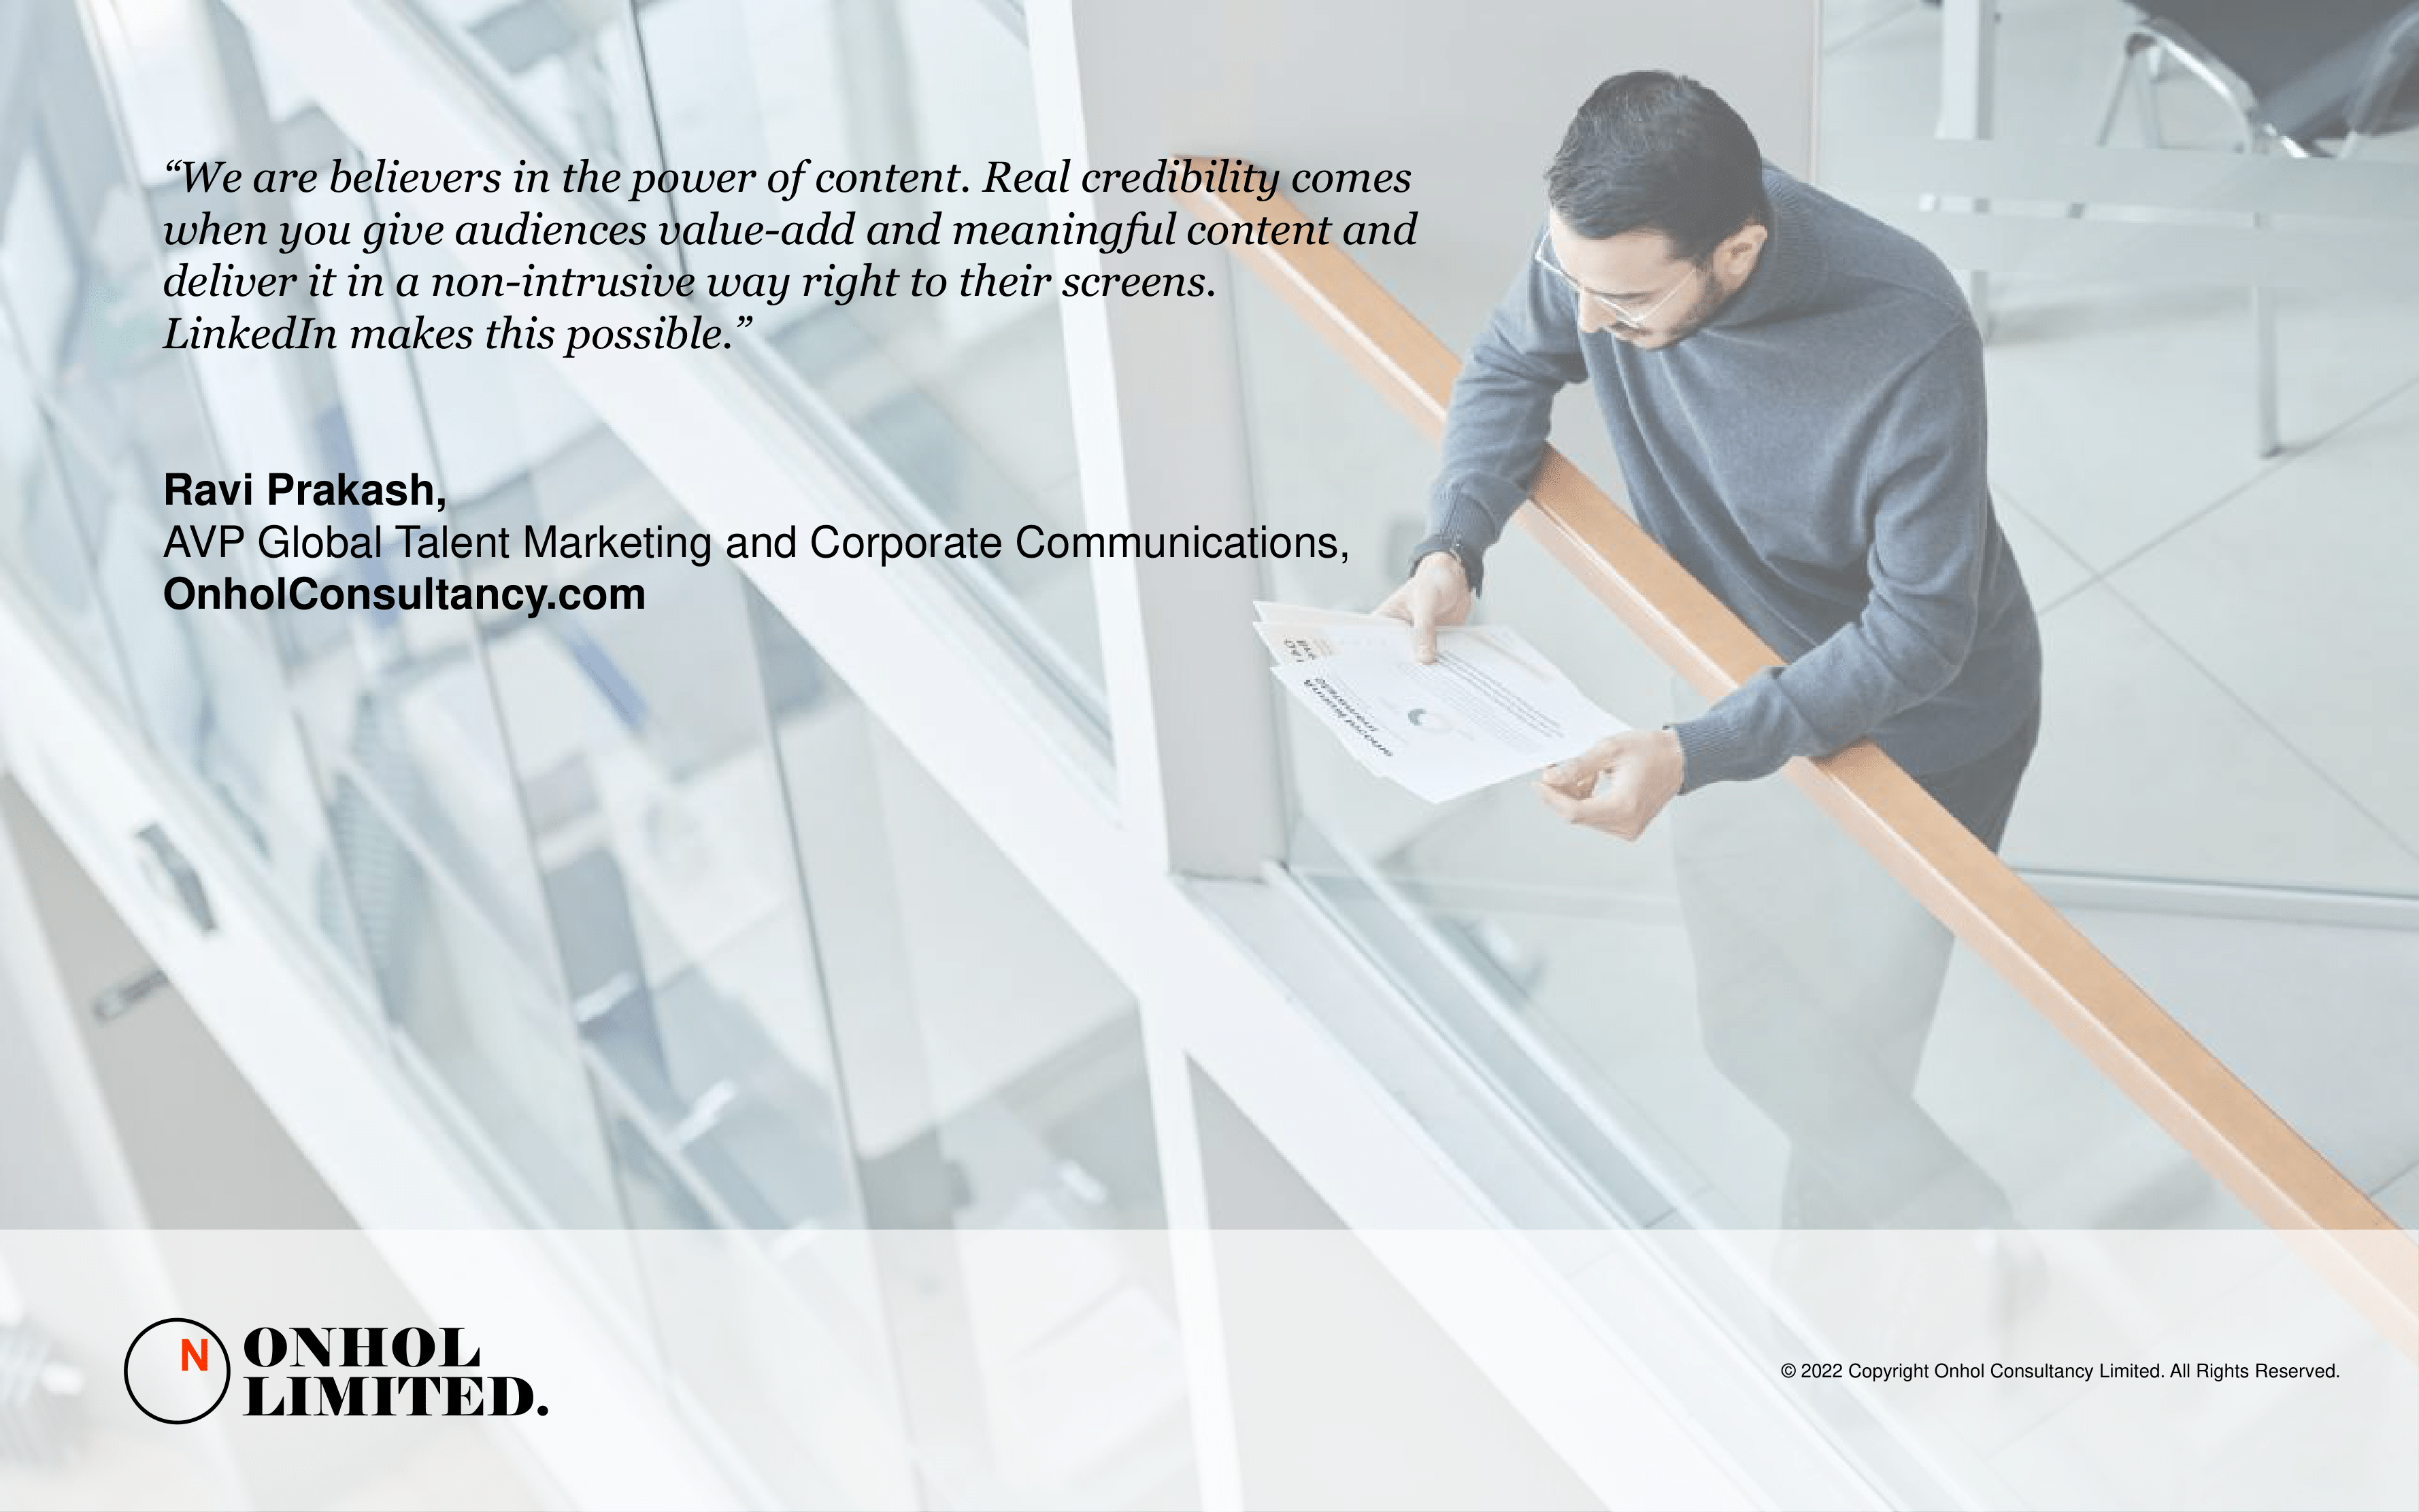 “We are believers in the power of content. Real credibility comes
when you give audiences value-add and meaningful content and
deliver it in a non-intrusive way right to their screens.
LinkedIn makes this possible.”
Ravi Prakash,
AVP Global Talent Marketing and Corporate Communications,
OnholConsultancy.com
N
ONHOL
LIMITED.
© 2022 Copyright Onhol Consultancy Limited. All Rights Reserved.